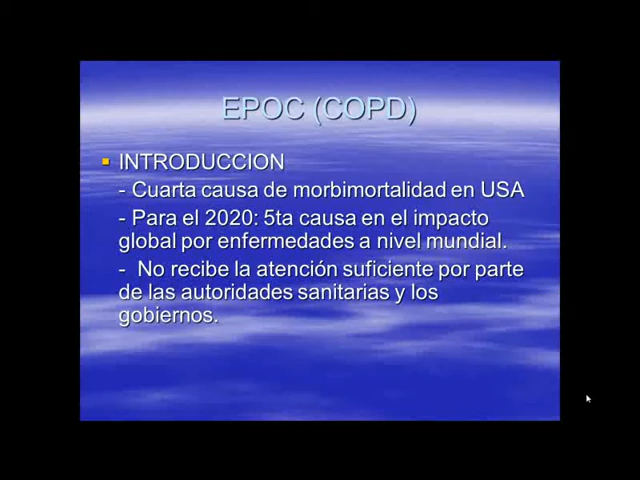 EPOC (COPD)
INTRODUCCION
- Cuarta causa de morbimortalidad en USA
- Para el 2020: 5ta causa en el impacto
global por enfermedades a nivel mundial.
- No recibe la atención suficiente por parte
de las autoridades sanitarias y los
gobiernos.